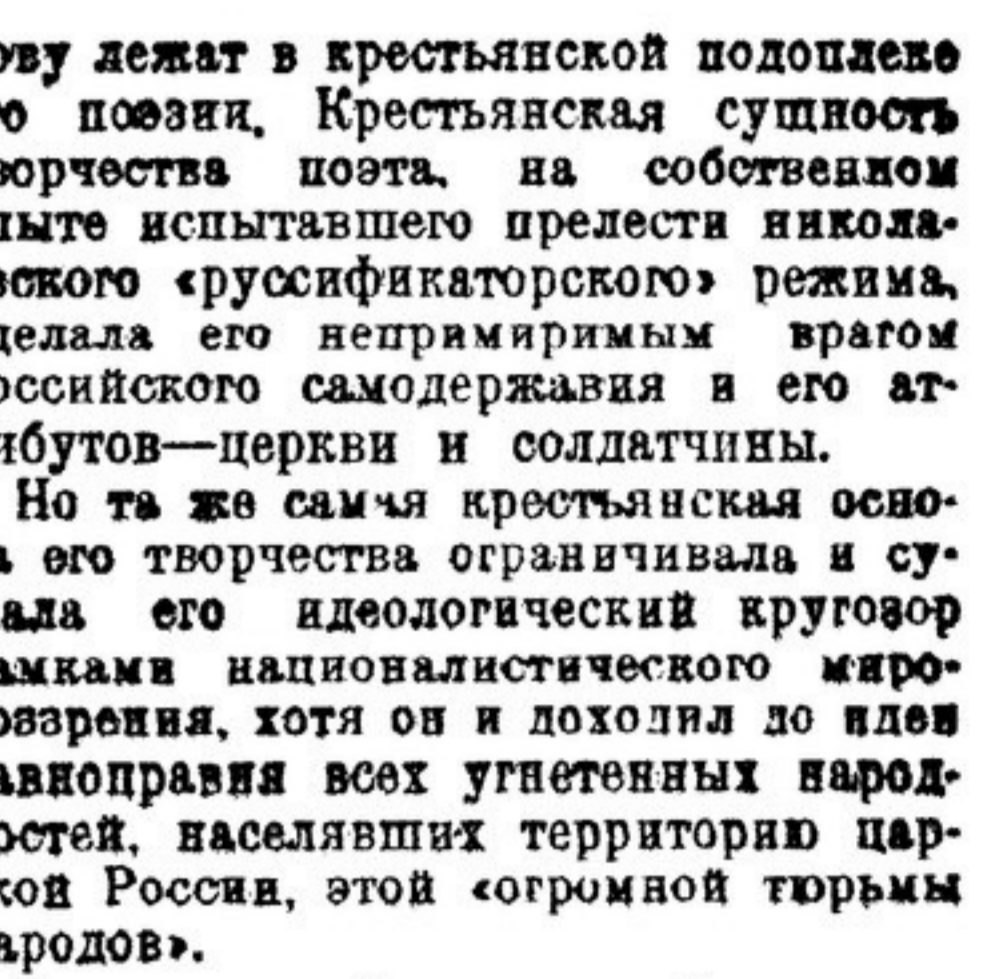 ову лежат в крестьянской подоплеке
о поэзии. Крестьянская сущность
ворчества поэта, на собственном
пыте испытавшего прелести никола-
вского «руссификаторского» режима,
делала его непримиримым врагом
оссийского самодержавия и его ат-
ибутов—церкви и солдатчины.
Но та же самая крестьянская осно-
а его творчества ограничивала и су-
ала его идеологический кругозор
амками националистического миро-
оззрения, хотя он и доходил до идеи
авноправия всех угнетенных народ-
остей, населявших территорию цар-
кой России, этой «огромной тюрьмы
ародов».